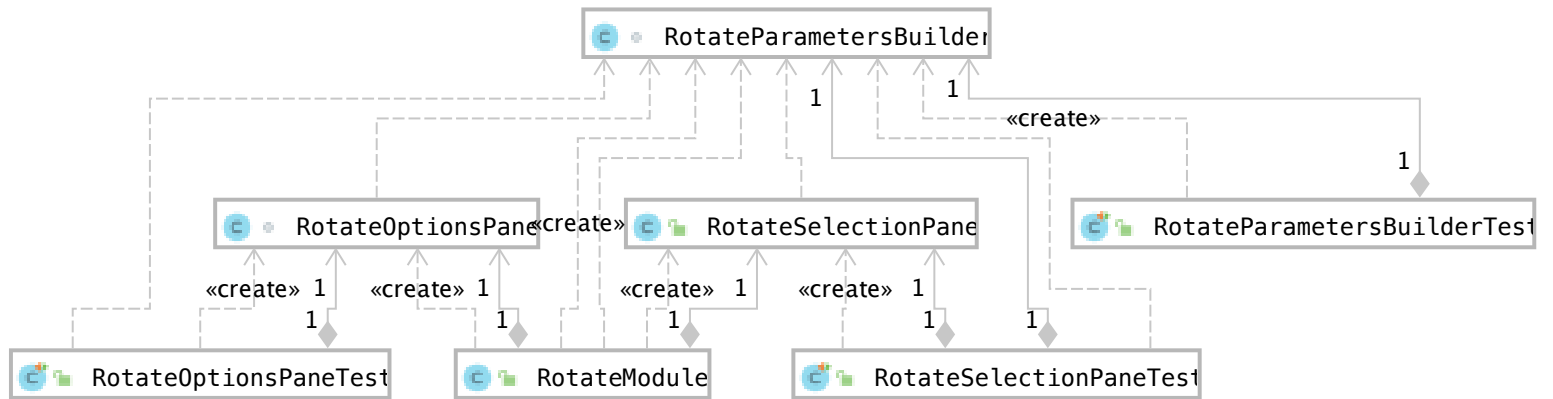 RotateParametersBuilder
1
1
«create»
1
RotateOptionsPane
«create»
RotateSelectionPane
RotateParametersBuilderTest
«create»
1
«create»
1
«create»
1
«create»
1
1
1
1
1
1
RotateOptionsPaneTest
RotateModule
RotateSelectionPaneTest